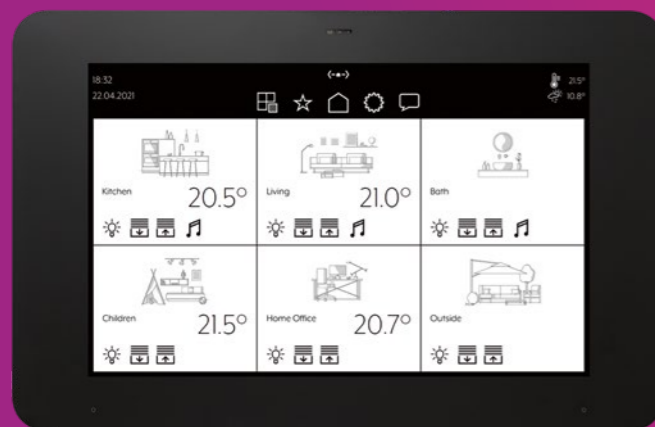 18:32
21.5°
22.04.2021
10.8°
Kitchen
20.5°
Living
21.0°
Bath
Children
21.5°
Home Office
20.7°
Outside